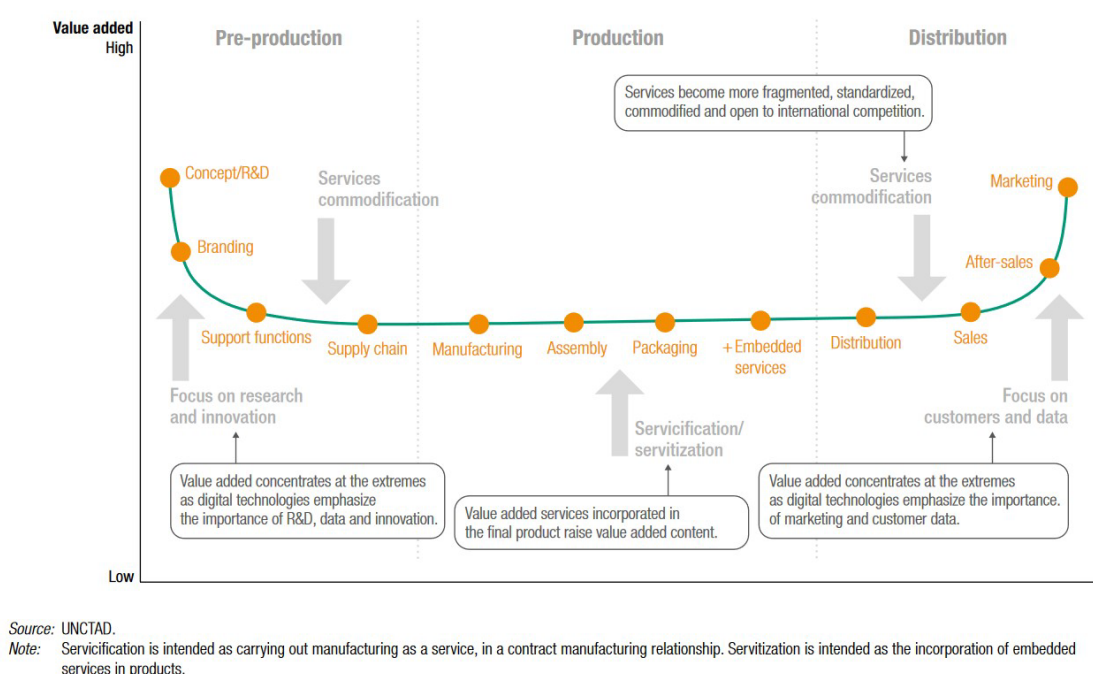 Value added
High
Pre-production
Production
Distribution
Services become more fragmented, standardized,
commodified and open to international competition.
Concept/R&D
Services
commodification
Services
commodification
Marketing
Branding
After-sales
Support functions
Supply chain
Manufacturing
Assembly
Packaging
+Embedded
services
Distribution
Sales
Focus on research
and innovation
Servicification/
servitization
Focus on
customers and data
Value added concentrates at the extremes
as digital technologies emphasize
the importance of R&D, data and innovation.
Value added services incorporated in
the final product raise value added content.
Value added concentrates at the extremes
as digital technologies emphasize the importance.
of marketing and customer data.
Low
Source: UNCTAD.
Note: Servicification is intended as carrying out manufacturing as a service, in a contract manufacturing relationship. Servitization is intended as the incorporation of embedded
services in products.